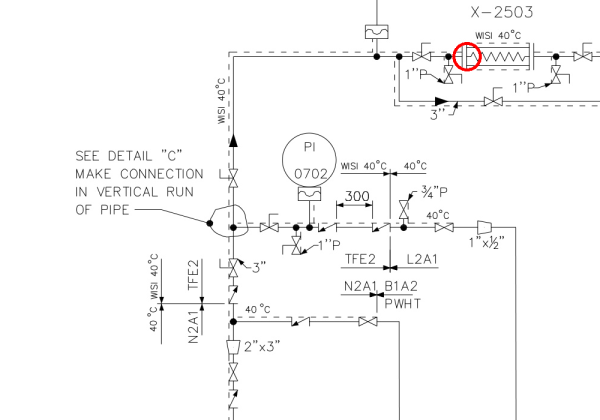 X-2503
WISI 40°C
1"P
1"P
3"
WISI 40°C
PI
0702
SEE DETAIL "C"
MAKE CONNECTION
IN VERTICAL RUN
OF PIPE
WISI 40°C
40°C
300
3/4"P
40°C
1"P
1"x½"
TFE2
L2A1
3"
N2A1
B1A2
PWHT
WISI 40°C
TFE2
40°C
N2A1
40°C
2"x3"